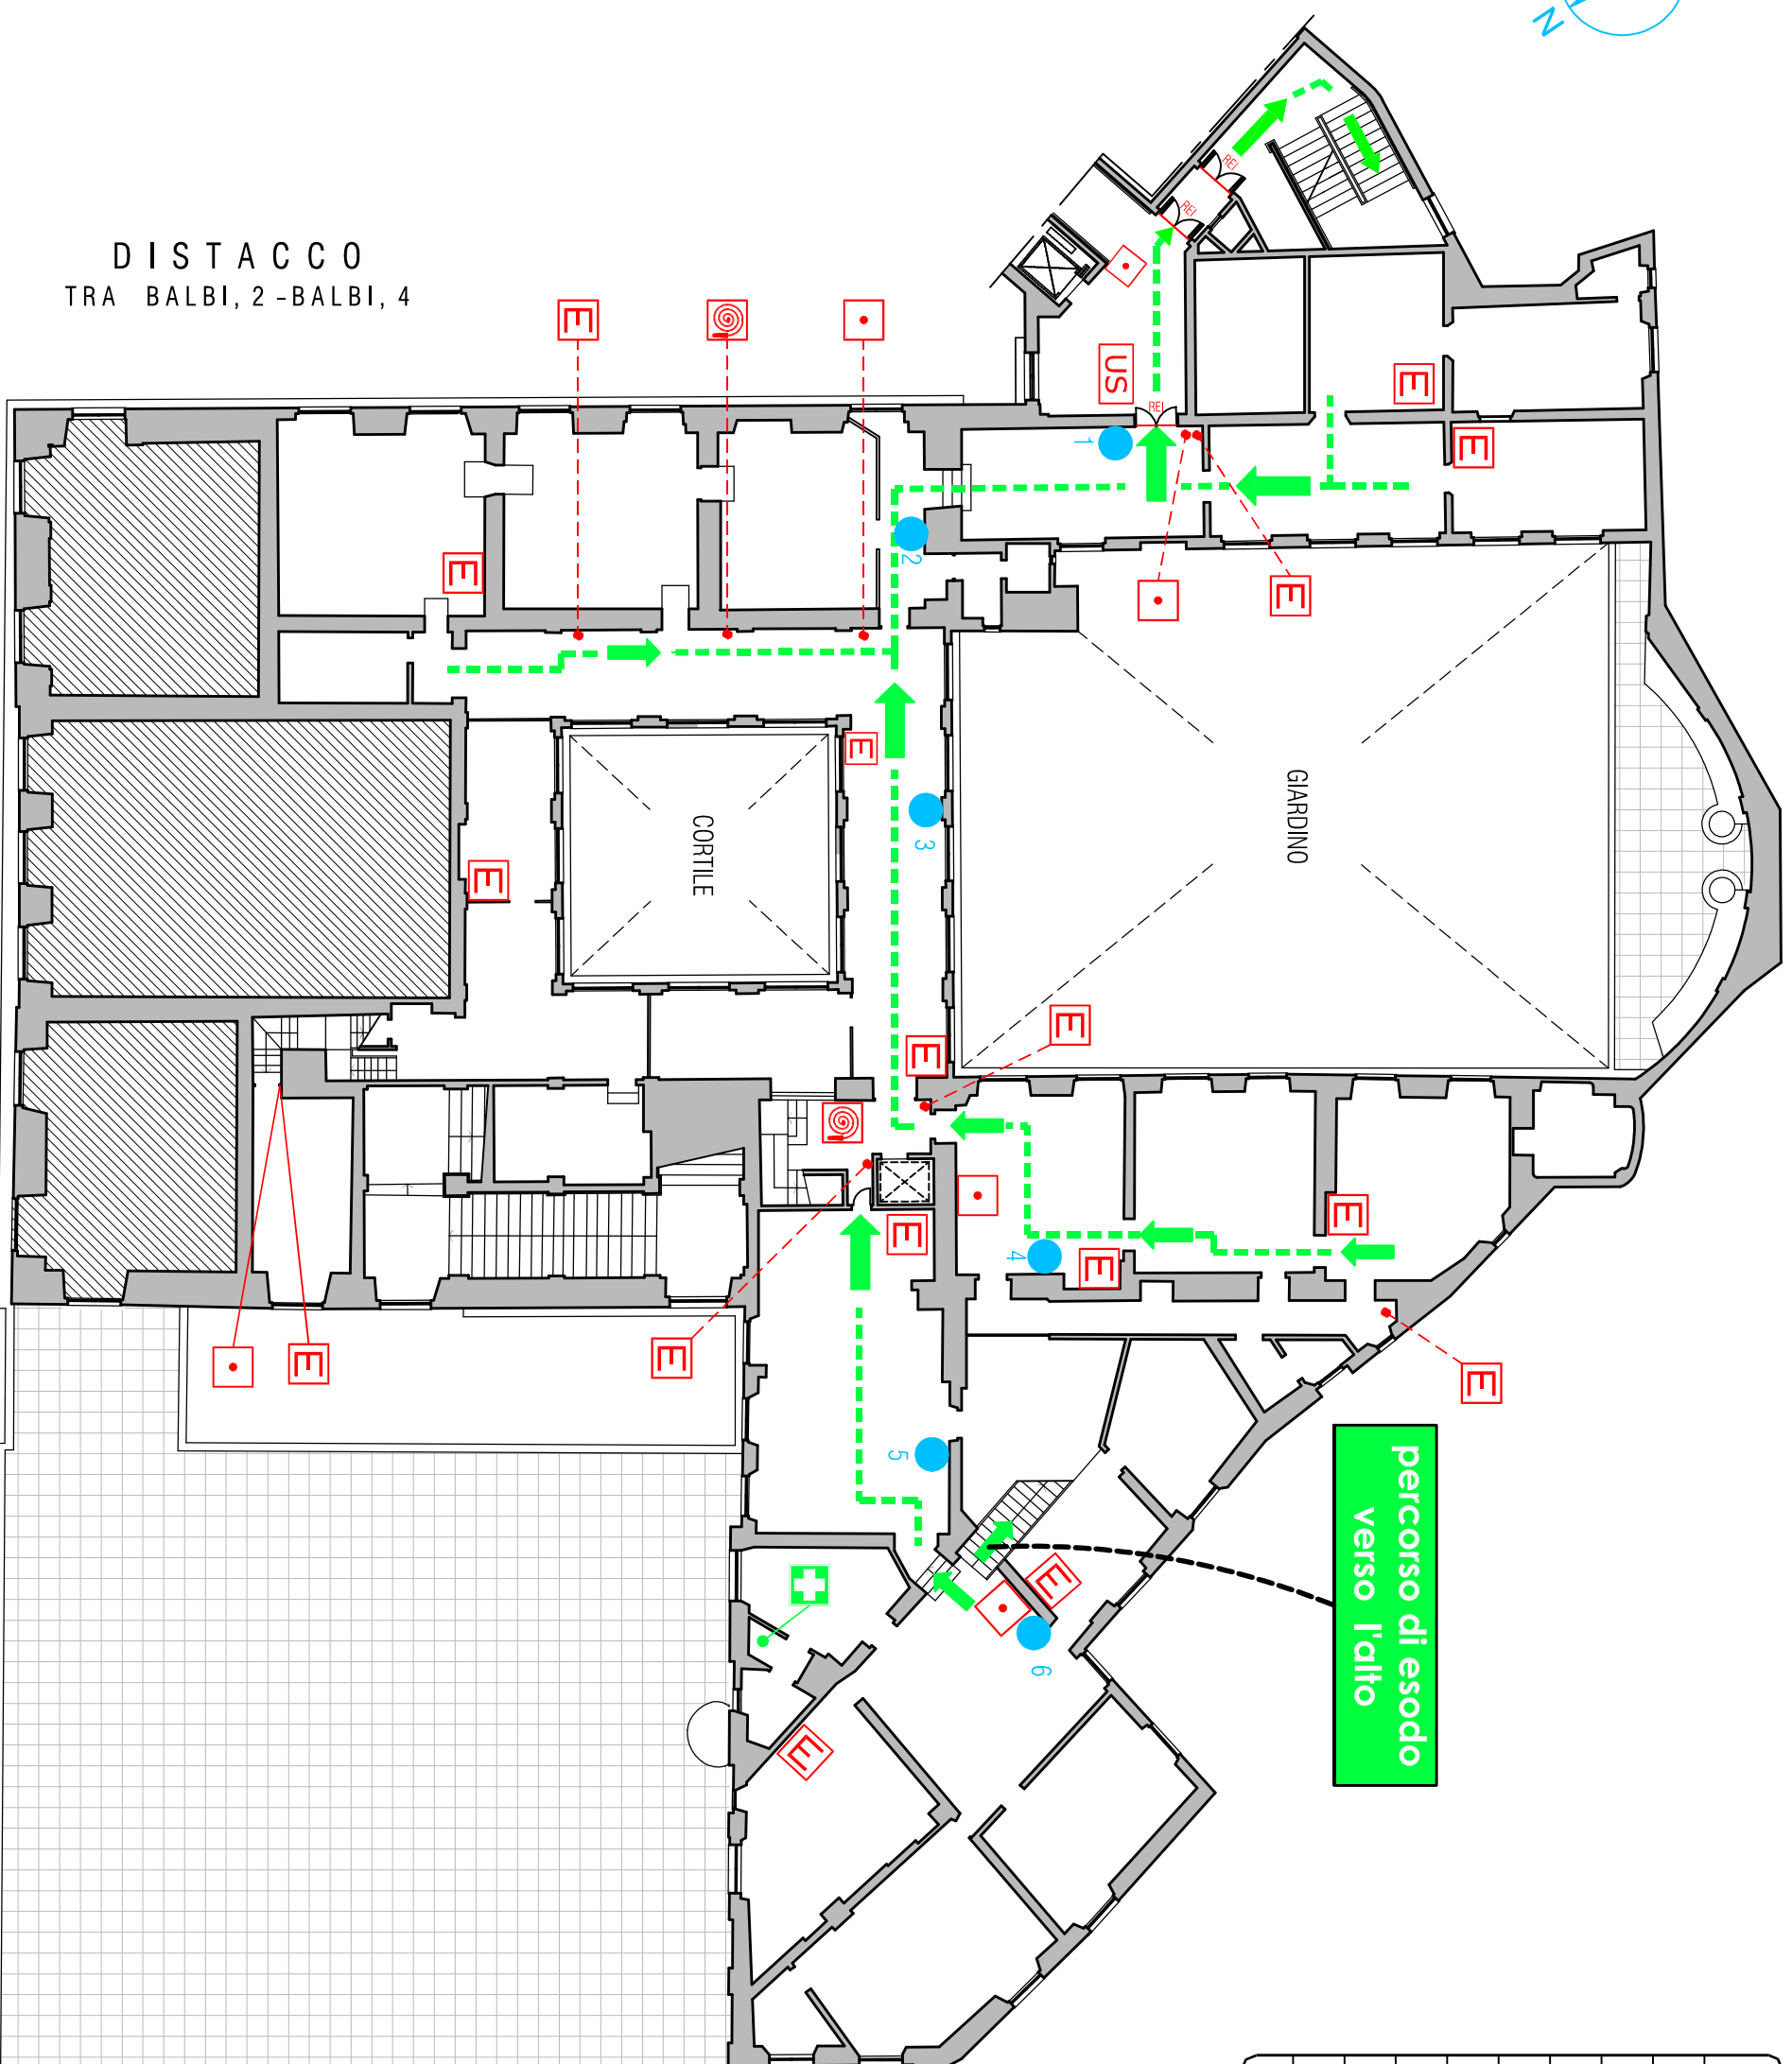 N
DISTACCO
TRA BALBI, 2 - BALBI, 4
REI
REI
E
US
E
REI
1
E
2
E
E
E
3
GIARDINO
CORTILE
E
E
E
E
E
4
E
E
E
E
percorso di esodo
verso l'alto
5
E
6
E